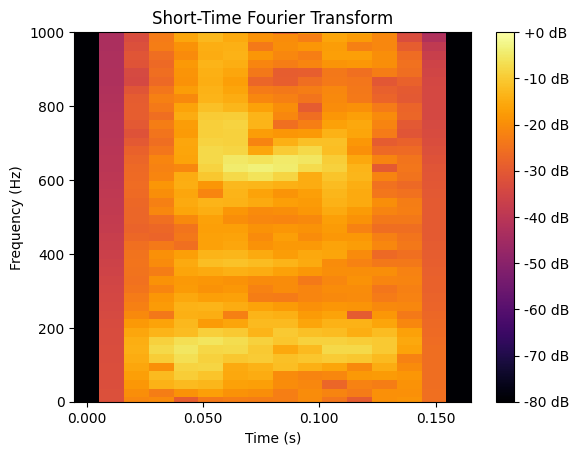 Short-Time Fourier Transform
1000
800
600
400
200
0
Frequency (Hz)
0.000
0.050
0.100
0.150
Time (s)
+0 dB
-10 dB
-20 dB
-30 dB
-40 dB
-50 dB
-60 dB
-70 dB
-80 dB